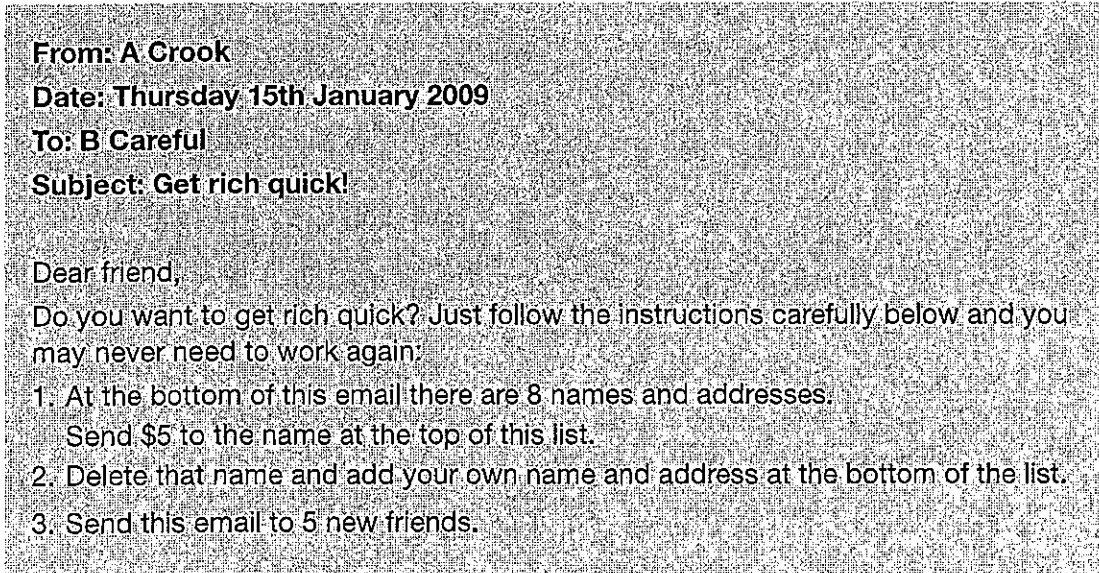 From: A Crook
Date: Thursday 15th January 2009
To: B Careful
Subject: Get rich quick!
Dear friend,
Do you want to get rich quick? Just follow the instructions carefully below and you
may never need to work again:
1. At the bottom of this email there are 8 names and addresses.
Send $5 to the name at the top of this list.
2. Delete that name and add your own name and address at the bottom of the list.
3. Send this email to 5 new friends.